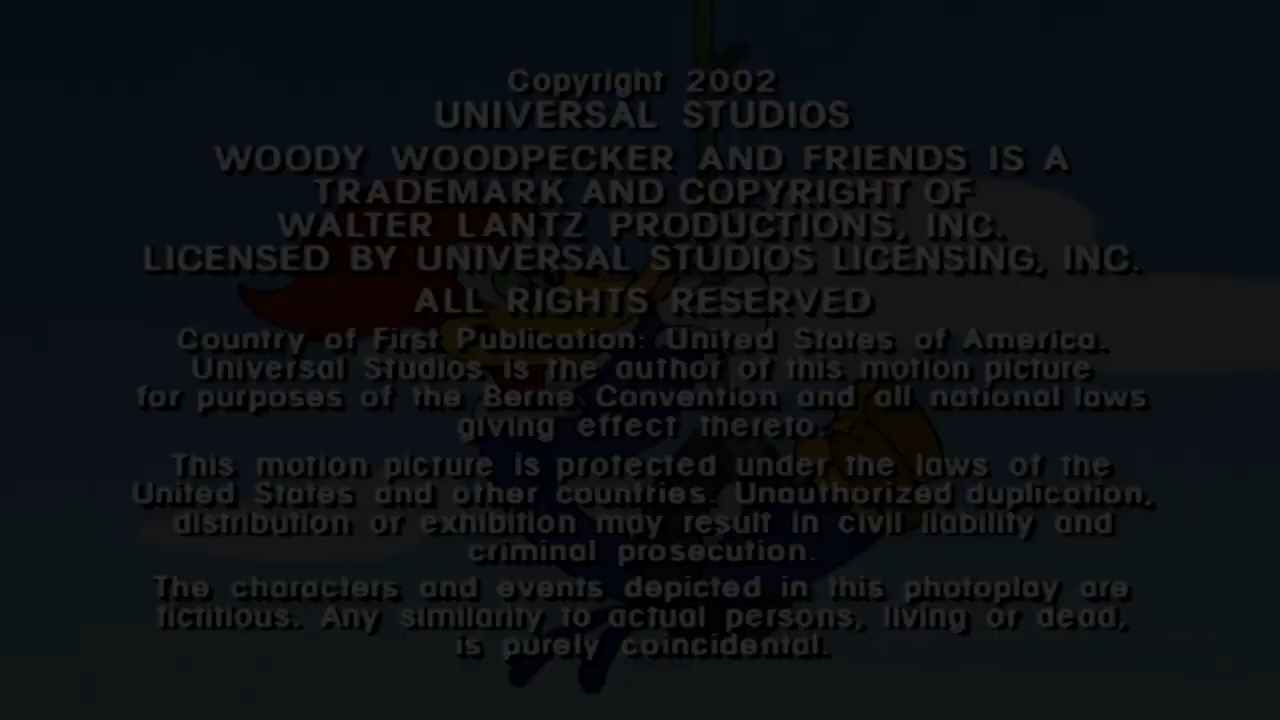 Copyright 2002
UNIVERSAL STUDIOS
WOODY WOODPECKER AND FRIENDS IS A
TRADEMARK AND COPYRIGHT OF
WALTER LANTZ PRODUCTIONS, INC.
LICENSED BY UNIVERSAL STUDIOS LICENSING, INC.
ALL RIGHTS RESERVED
Country of First Publication: United States of America.
Universal Studios is the author of this motion picture
for purposes of the Berne Convention and all national laws
giving effect thereto.
This motion picture is protected under the laws of the
United States and other countries. Unauthorized duplication,
distribution or exhibition may result in civil liability and
criminal prosecution.
The characters and events depicted in this photoplay are
fictitious. Any similarity to actual persons, living or dead,
is purely coincidental.